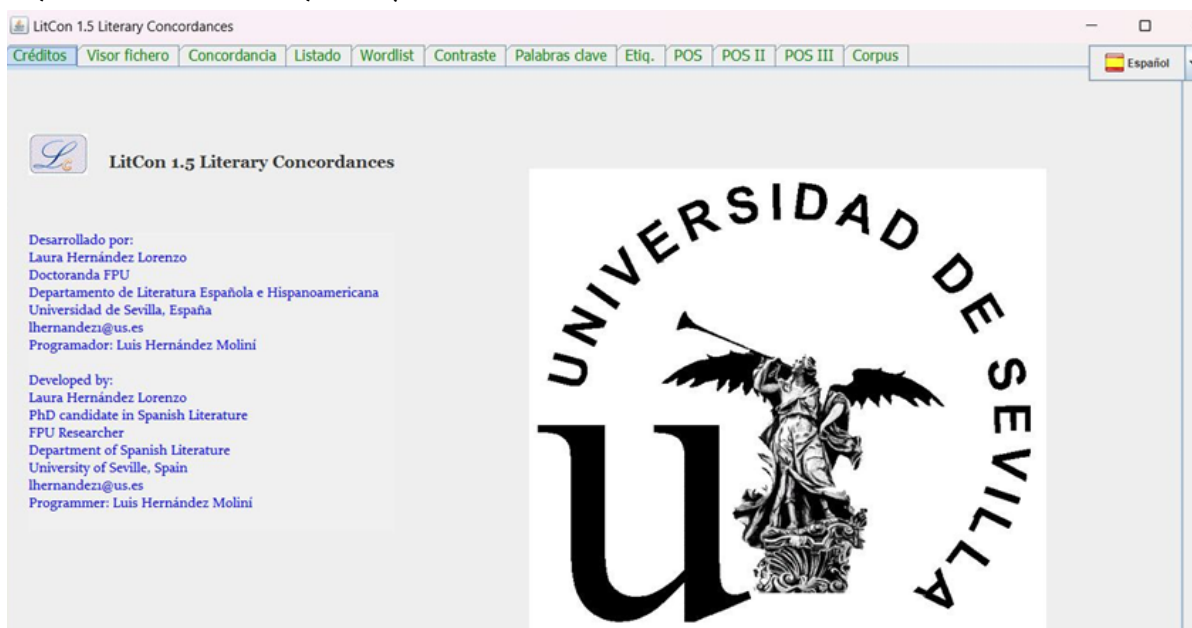 LitCon 1.5 Literary Concordances
Créditos Visor fichero Concordancia Listado Wordlist Contraste Palabras clave Etiq. POS POS II POS III Corpus
Español
LitCon 1.5 Literary Concordances
Desarrollado por:
Laura Hernández Lorenzo
Doctoranda FPU
Departamento de Literatura Española e Hispanoamericana
Universidad de Sevilla, España
lhernandez1@us.es
Programador: Luis Hernández Moliní
Developed by:
Laura Hernández Lorenzo
PhD candidate in Spanish Literature
FPU Researcher
Department of Spanish Literature
University of Seville, Spain
lhernandez1@us.es
Programmer: Luis Hernández Moliní
UNIVERSIDAD DE SEVILLA
u